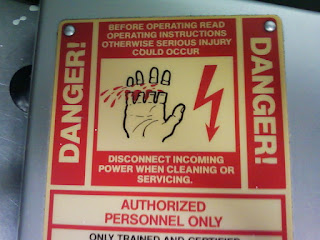 BEFORE OPERATING READ
OPERATING INSTRUCTIONS
OTHERWISE SERIOUS INJURY
COULD OCCUR
DANGER!
DANGER!
DISCONNECT INCOMING
POWER WHEN CLEANING OR
SERVICING.
AUTHORIZED
PERSONNEL ONLY
ONLY TRAINED AND CERTIFIED